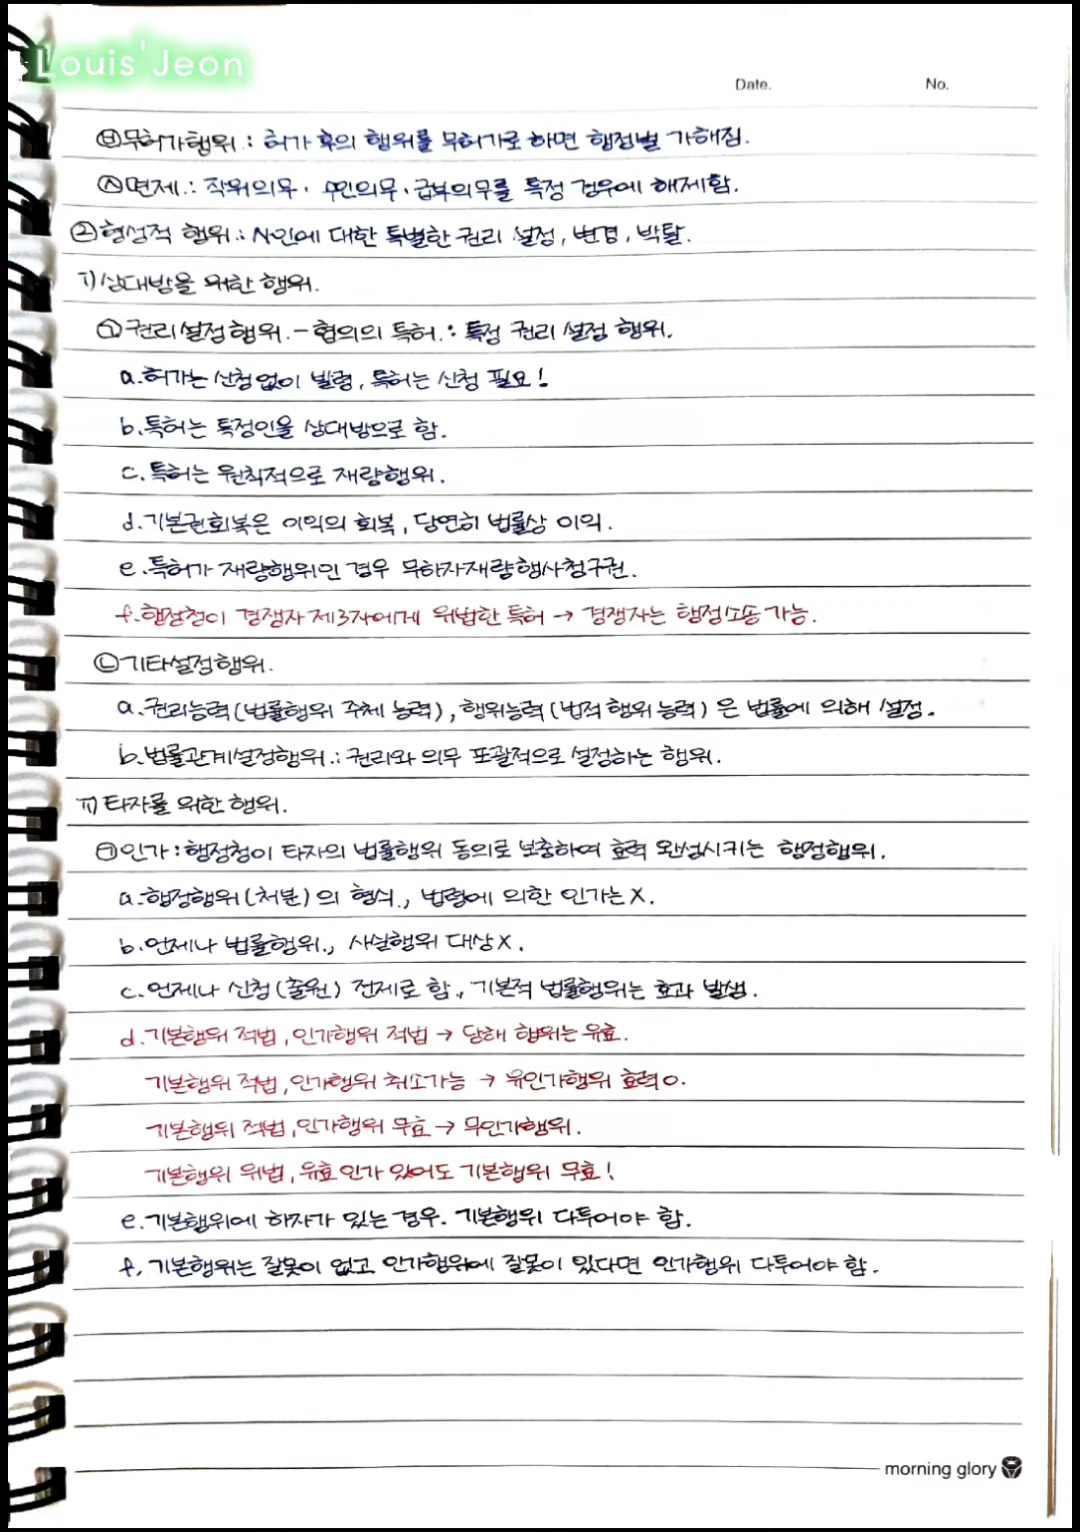 Louis'Jeon
Date. No.
ㅂ무허가행위 : 허가 후의 행위를 무허가로 하면 행정벌 가해짐.
ㅅ면제. : 작위의무· 수인의무·급부의무를 특정 경우에 해제함.
②형성적 행위. : 사인에 대한 특별한 권리 설정, 변경, 박탈.
ⅰ)상대방을 위한 행위.
㉠권리설정행위. - 협의의 특허. : 특정 권리 설정 행위.
a.허가는 신청없이 발령, 특허는 신청 필요!
b.특허는 특정인을 상대방으로 함.
c.특허는 원칙적으로 재량행위.
d.기본권회복은 이익의 회복, 당연히 법률상 이익.
e.특허가 재량행위인 경우 무하자재량행사청구권.
f.행정청이 경쟁자 제3자에게 위법한 특허 → 경쟁자는 행정소송 가능.
㉡기타설정행위.
a.권리능력(법률행위 주체 능력), 행위능력(법적 행위 능력)은 법률에 의해 설정.
b.법률관계설정행위. : 권리와 의무 포괄적으로 설정하는 행위.
ⅱ)타자를 위한 행위.
㉠인가 : 행정청이 타자의 법률행위 동의로 보충하여 효력 완성시키는 행정행위.
a.행정행위(처분)의 형식., 법령에 의한 인가는X.
b.언제나 법률행위., 사실행위 대상X.
c.언제나 신청(출원) 전제로 함., 기본적 법률행위는 효과 발생.
d.기본행위 적법, 인가행위 적법 → 당해 행위는 유효.
기본행위 적법, 인가행위 취소가능 → 유인가행위 효력O.
기본행위 적법, 인가행위 무효 → 무인가행위.
기본행위 위법, 유효 인가 있어도 기본행위 무효!
e.기본행위에 하자가 있는 경우. 기본행위 다투어야 함.
f.기본행위는 잘못이 없고 인가행위에 잘못이 있다면 인가행위 다투어야 함.
morning glory